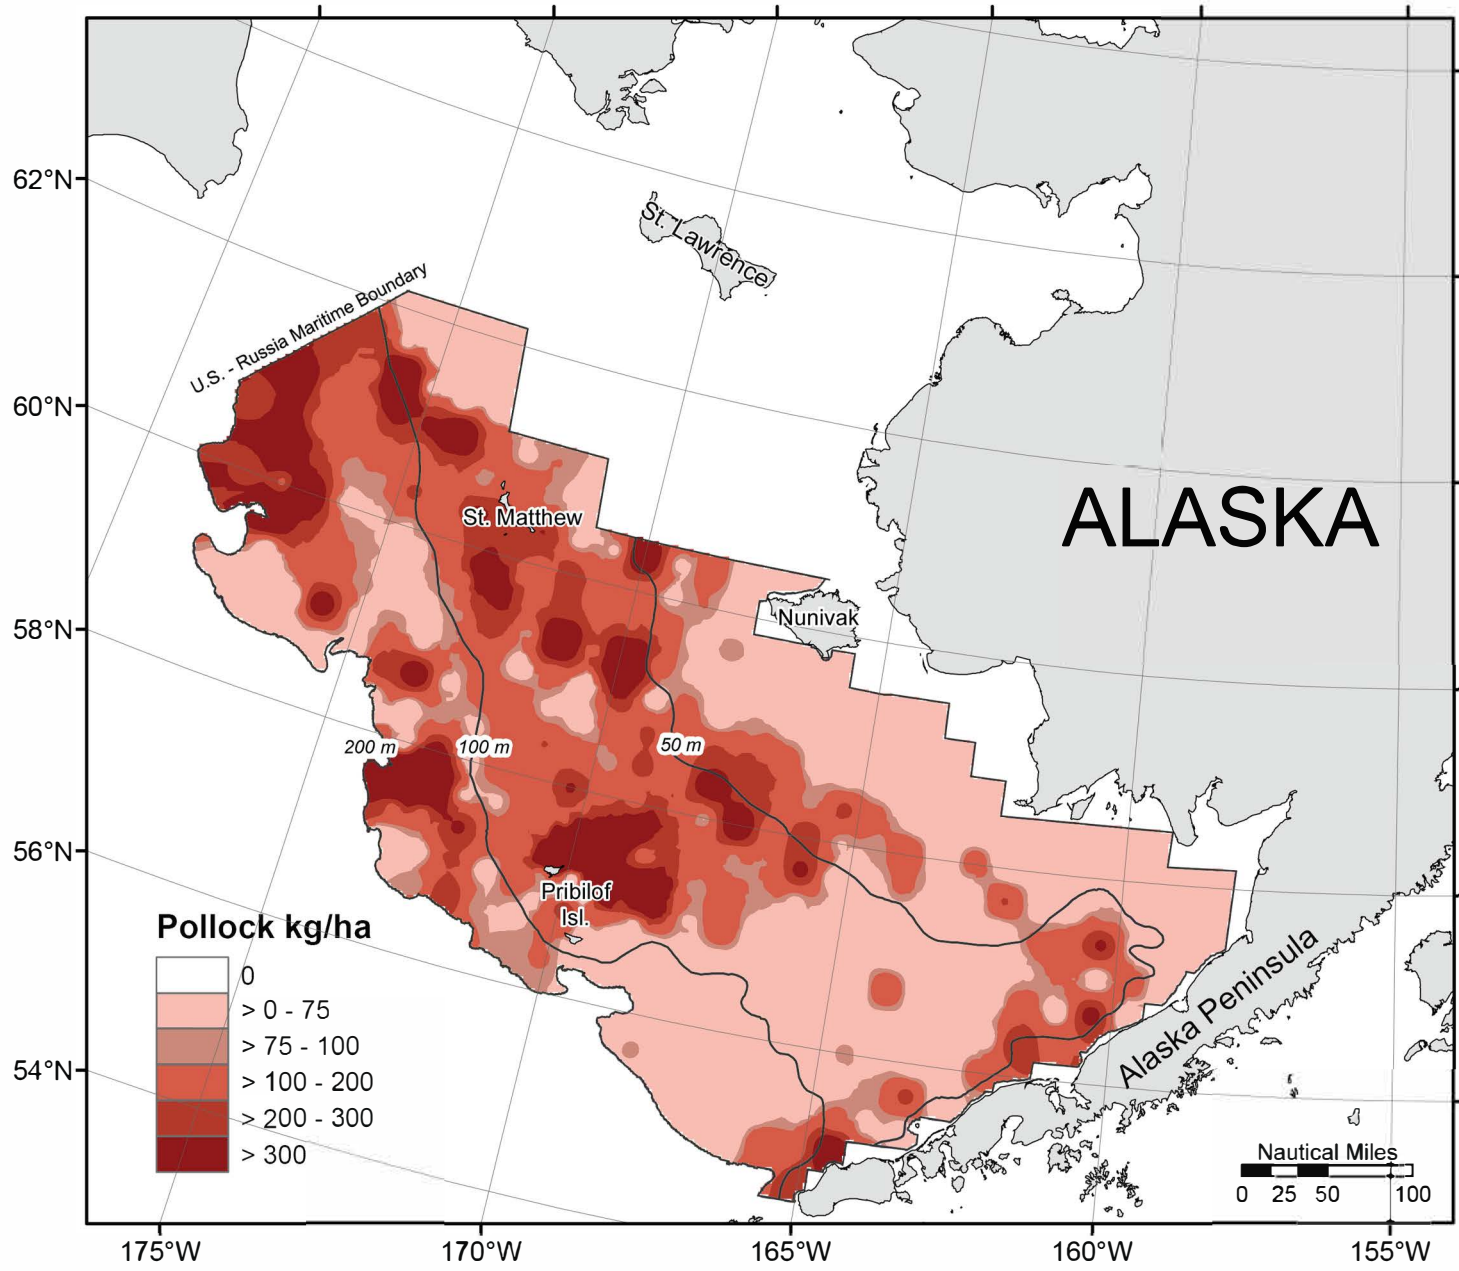 62°N
60°N
58°N
56°N
54°N
St. Lawrence
U.S. - Russia Maritime Boundary
ALASKA
St. Matthew
Nunivak
200 m
100 m
50 m
Pribilof
Isl.
Alaska Peninsula
Pollock kg/ha
0
> 0 - 75
> 75 - 100
> 100 - 200
> 200 - 300
> 300
Nautical Miles
0 25 50 100
175°W 170°W 165°W 160°W 155°W